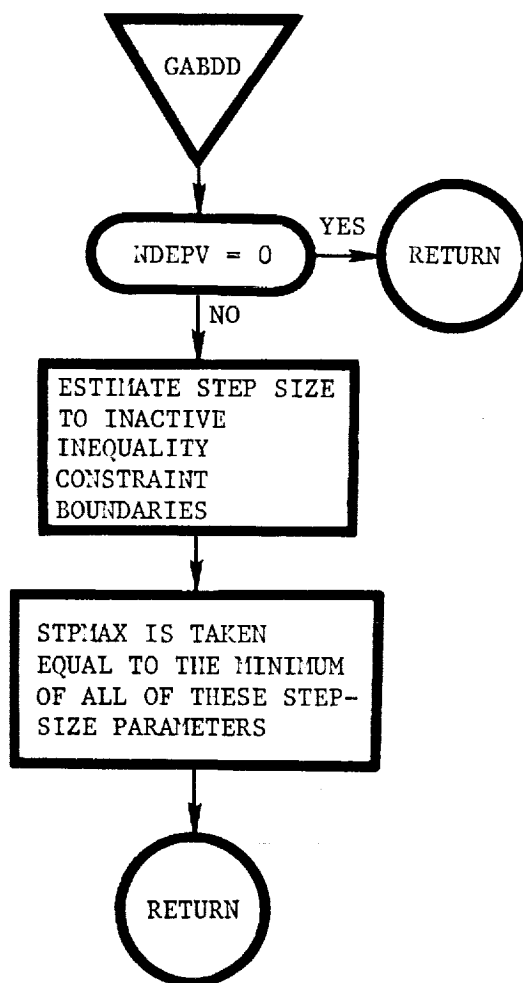 GABDD
NDEPV = 0
YES
RETURN
NO
ESTIMATE STEP SIZE
TO INACTIVE
INEQUALITY
CONSTRAINT
BOUNDARIES
STPMAX IS TAKEN
EQUAL TO THE MINIMUM
OF ALL OF THESE STEP-
SIZE PARAMETERS
RETURN